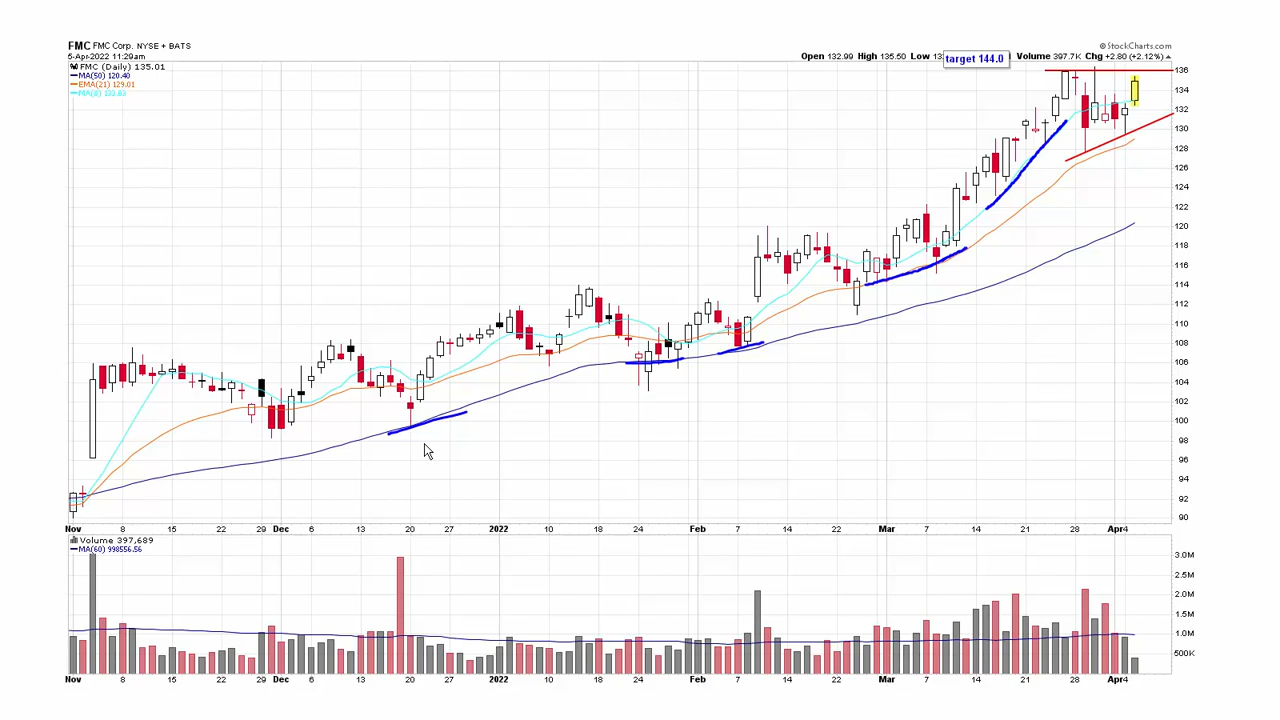 FMC FMC Corp. NYSE + BATS
© StockCharts.com
5-Apr-2022 11:29am
Open 132.99 High 135.50 Low target 144.0 Volume 397.7K Chg +2.80 (+2.12%)
FMC (Daily) 135.01
MA(50) 120.40
EMA(21) 129.01
MA(8) 132.83
136
134
132
130
128
126
124
122
120
118
116
114
112
110
108
106
104
102
100
98
96
94
92
90
Nov 8 15 22 29 Dec 6 13 20 27 2022 10 18 24 Feb 7 14 22 Mar 7 14 21 28 Apr 4
Volume 397,689
MA(60) 998556.56
3.0M
2.5M
2.0M
1.5M
1.0M
500K
Nov 8 15 22 29 Dec 6 13 20 27 2022 10 18 24 Feb 7 14 22 Mar 7 14 21 28 Apr 4